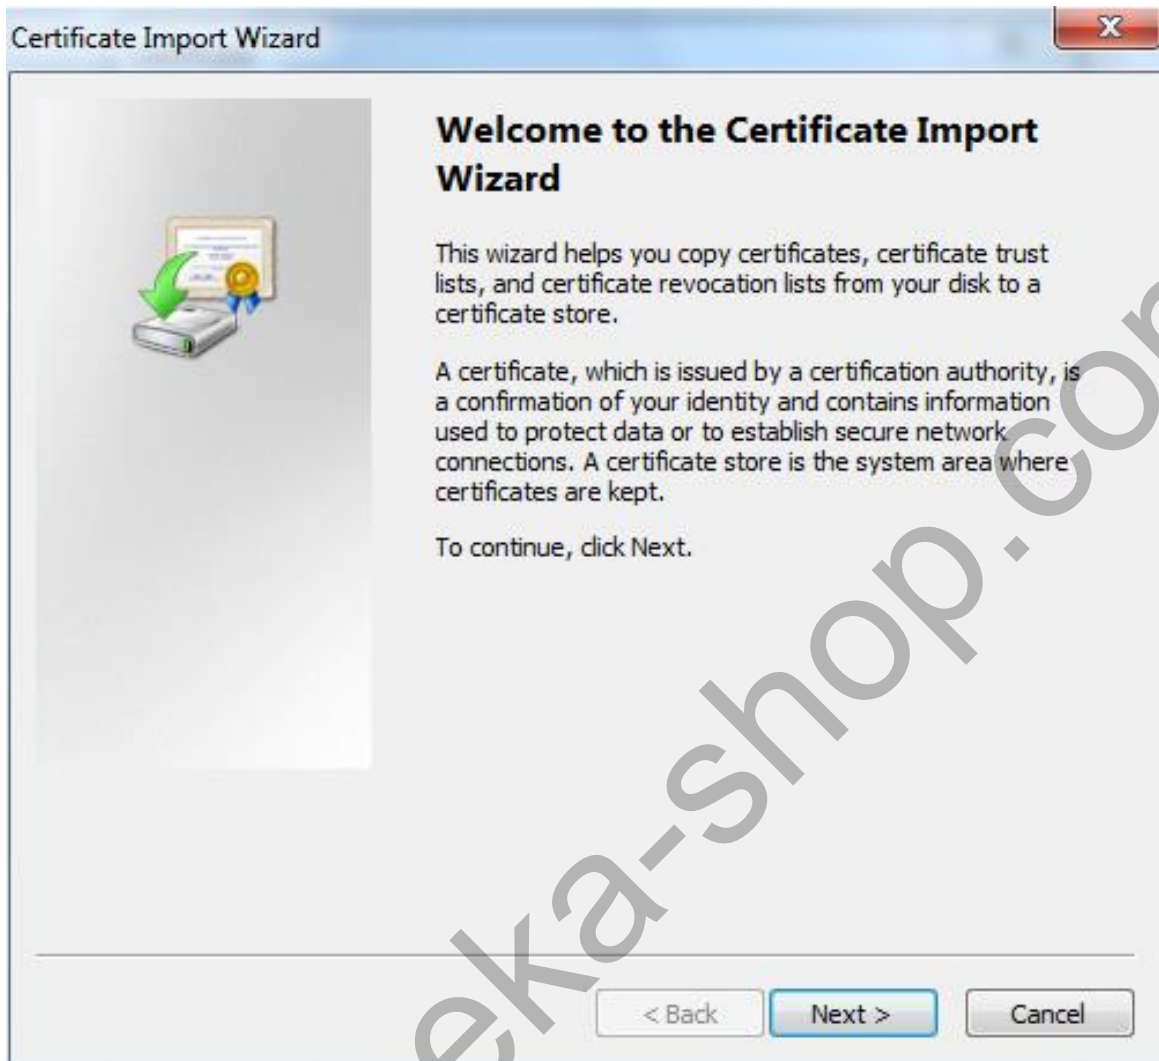 Certificate Import Wizard
X
Welcome to the Certificate Import
Wizard
This wizard helps you copy certificates, certificate trust
lists, and certificate revocation lists from your disk to a
certificate store.
A certificate, which is issued by a certification authority, is
a confirmation of your identity and contains information
used to protect data or to establish secure network
connections. A certificate store is the system area where
certificates are kept.
To continue, click Next.
< Back
Next >
Cancel
eka-shop.com